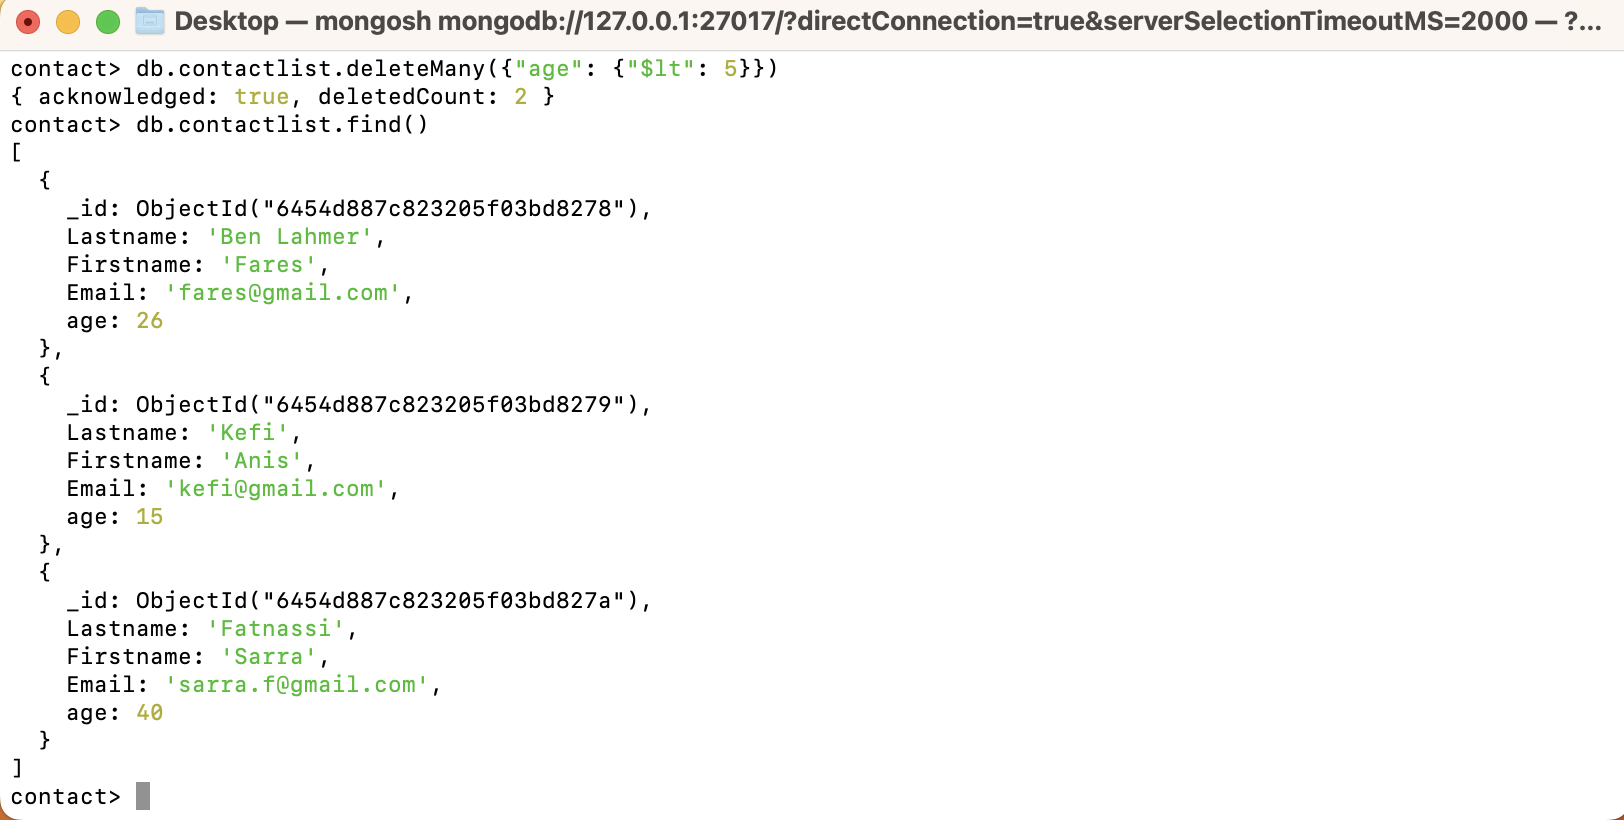 Desktop — mongosh mongodb://127.0.0.1:27017/?directConnection=true&serverSelectionTimeoutMS=2000 — ?...
contact> db.contactlist.deleteMany({"age": {"$lt": 5}})
{ acknowledged: true, deletedCount: 2 }
contact> db.contactlist.find()
[
  {
    _id: ObjectId("6454d887c823205f03bd8278"),
    Lastname: 'Ben Lahmer',
    Firstname: 'Fares',
    Email: 'fares@gmail.com',
    age: 26
  },
  {
    _id: ObjectId("6454d887c823205f03bd8279"),
    Lastname: 'Kefi',
    Firstname: 'Anis',
    Email: 'kefi@gmail.com',
    age: 15
  },
  {
    _id: ObjectId("6454d887c823205f03bd827a"),
    Lastname: 'Fatnassi',
    Firstname: 'Sarra',
    Email: 'sarra.f@gmail.com',
    age: 40
  }
]
contact>